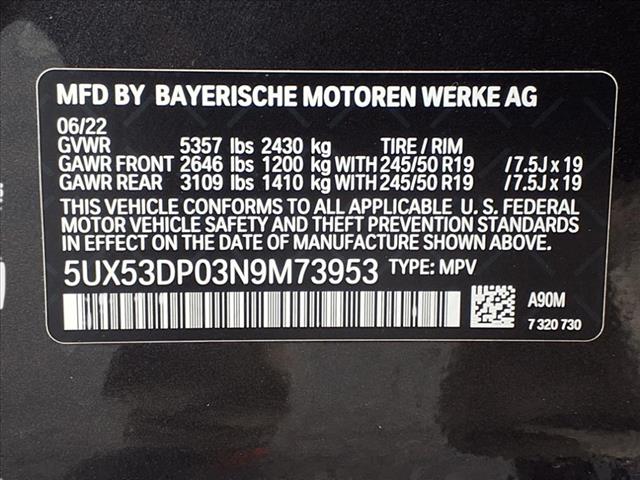 MFD BY BAYERISCHE MOTOREN WERKE AG
06/22
GVWR 5357 lbs 2430 kg TIRE / RIM
GAWR FRONT 2646 lbs 1200 kg WITH 245/50 R19 / 7.5J x 19
GAWR REAR 3109 lbs 1410 kg WITH 245/50 R19 / 7.5J x 19
THIS VEHICLE CONFORMS TO ALL APPLICABLE U. S. FEDERAL
MOTOR VEHICLE SAFETY AND THEFT PREVENTION STANDARDS
IN EFFECT ON THE DATE OF MANUFACTURE SHOWN ABOVE.
5UX53DP03N9M73953 TYPE: MPV
A90M
7 320 730